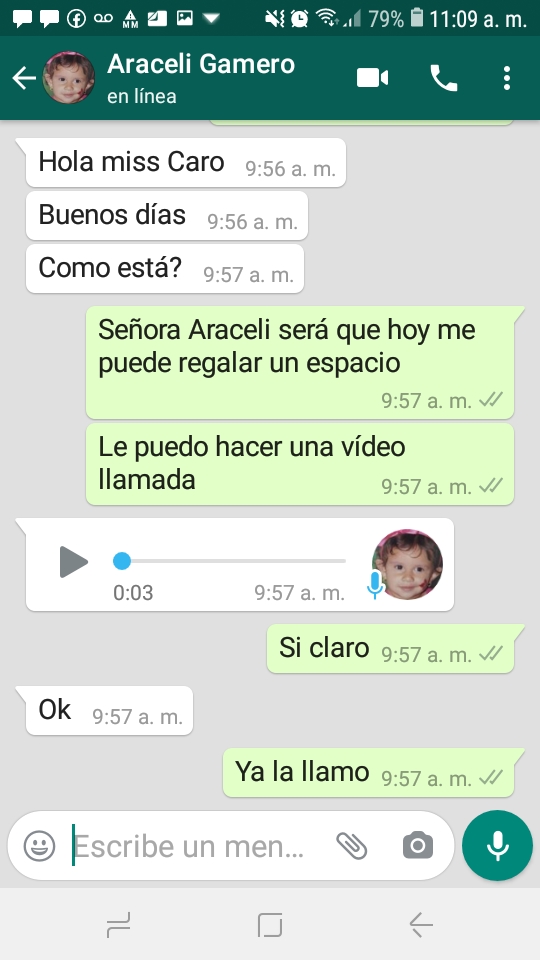 79% 11:09 a. m.
Araceli Gamero
en línea
Hola miss Caro 9:56 a. m.
Buenos días 9:56 a. m.
Como está? 9:57 a. m.
Señora Araceli será que hoy me
puede regalar un espacio
9:57 a. m.
Le puedo hacer una vídeo
llamada 9:57 a. m.
0:03 9:57 a. m.
Si claro 9:57 a. m.
Ok 9:57 a. m.
Ya la llamo 9:57 a. m.
Escribe un men...